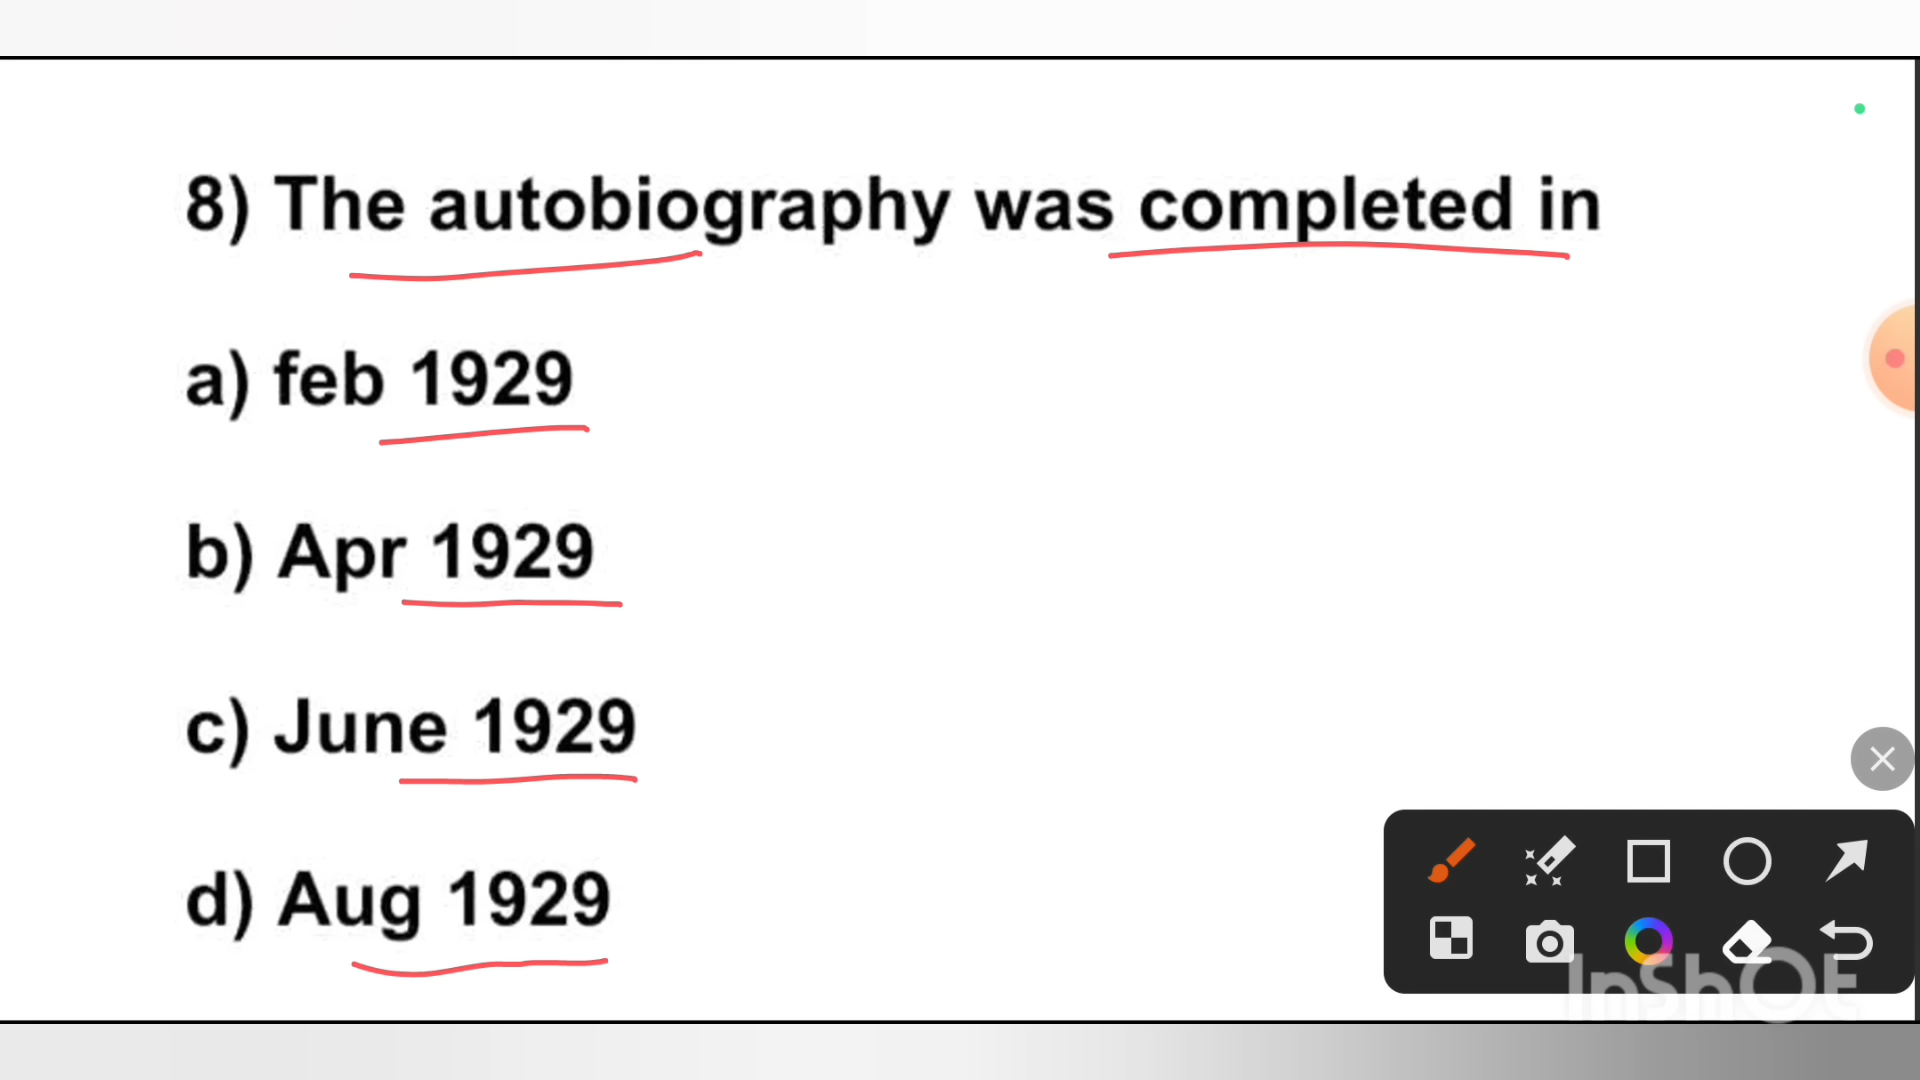 8) The autobiography was completed in
a) feb 1929
b) Apr 1929
c) June 1929
d) Aug 1929
InShOt